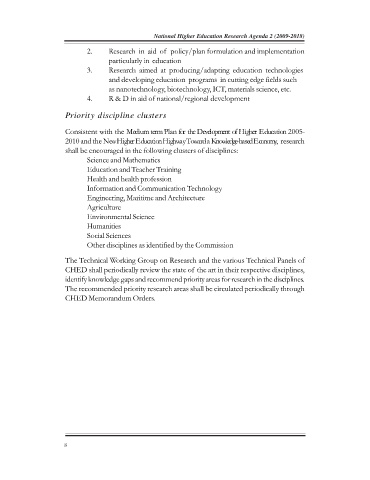 National Higher Education Research Agenda 2 (2009-2018)
2. Research in aid of policy/plan formulation and implementation
particularly in education
3. Research aimed at producing/adapting education technologies
and developing education programs in cutting edge fields such
as nanotechnology, biotechnology, ICT, materials science, etc.
4. R & D in aid of national/regional development
Priority discipline clusters
Consistent with the Medium term Plan for the Development of Higher Education 2005-
2010 and the New Higher Education Highway Toward a Knowledge-based Economy, research
shall be encouraged in the following clusters of disciplines:
Science and Mathematics
Education and Teacher Training
Health and health profession
Information and Communication Technology
Engineering, Maritime and Architecture
Agriculture
Environmental Science
Humanities
Social Sciences
Other disciplines as identified by the Commission
The Technical Working Group on Research and the various Technical Panels of
CHED shall periodically review the state of the art in their respective disciplines,
identify knowledge gaps and recommend priority areas for research in the disciplines.
The recommended priority research areas shall be circulated periodically through
CHED Memorandum Orders.